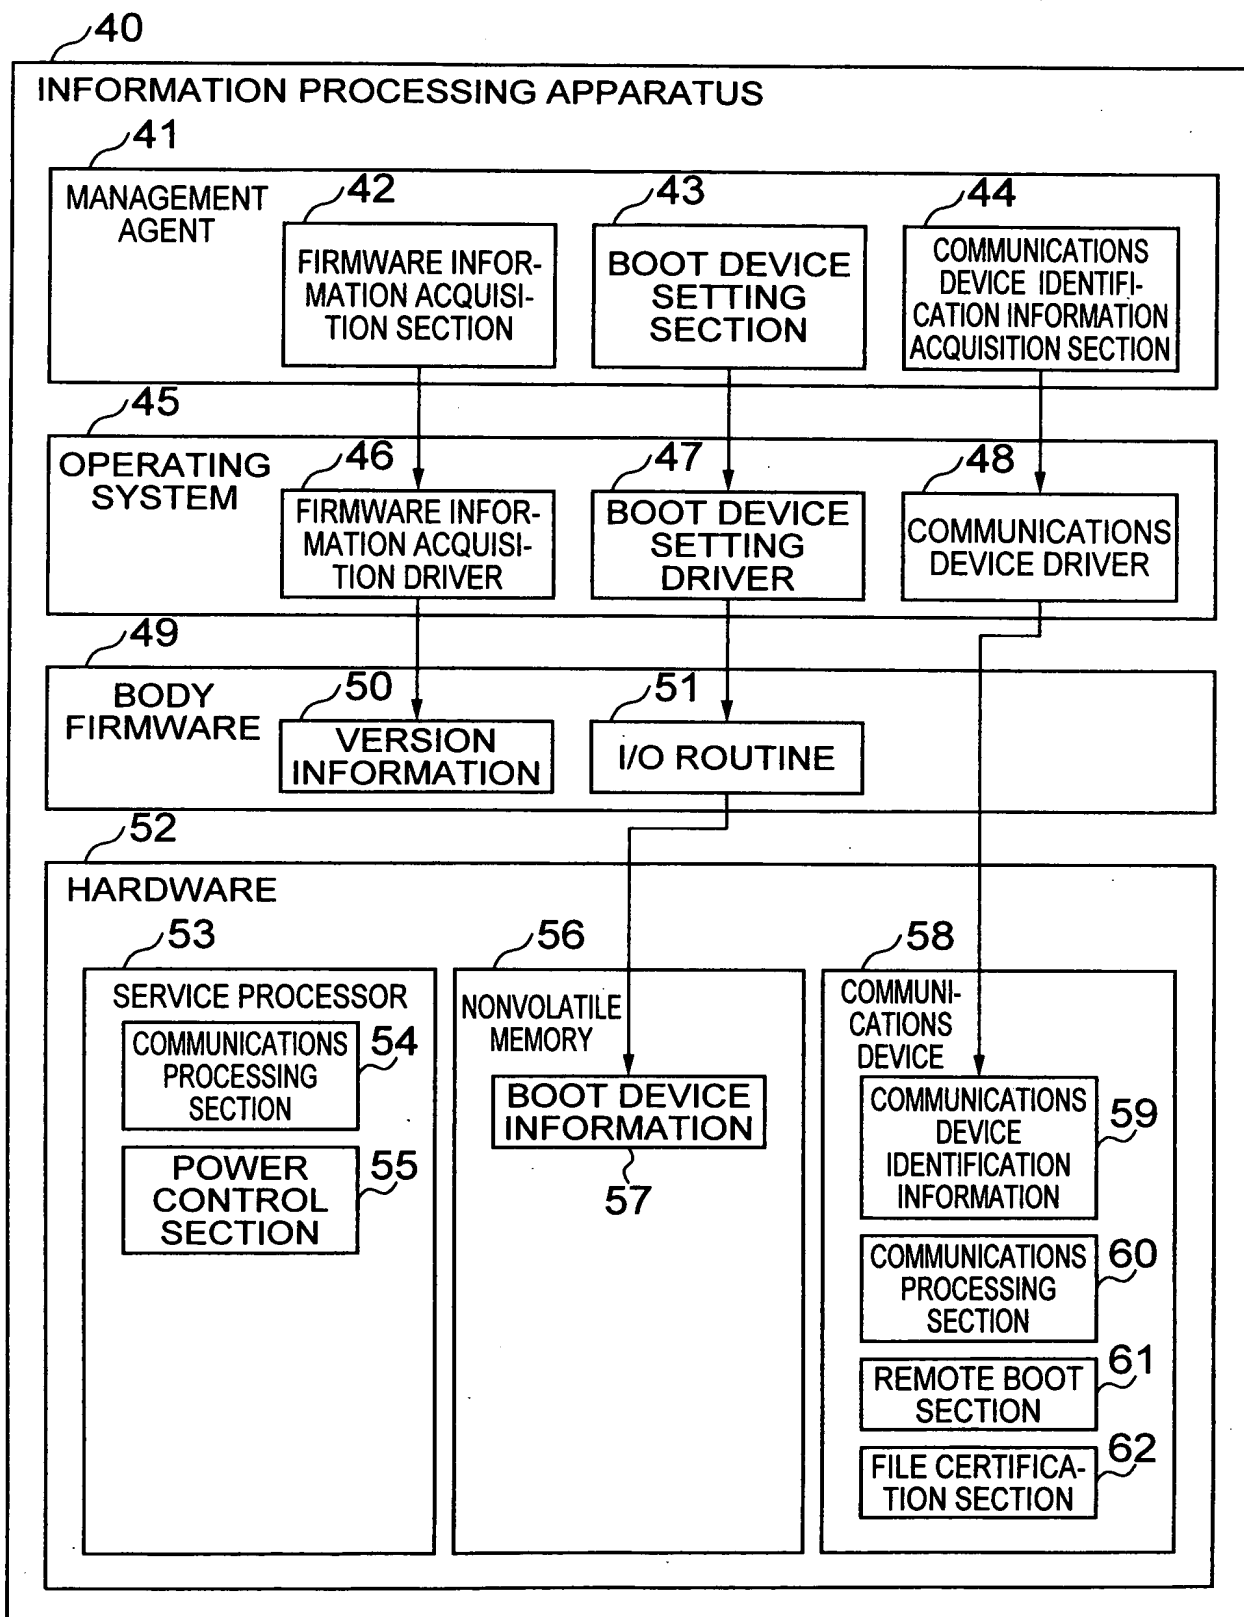 40
INFORMATION PROCESSING APPARATUS
41
MANAGEMENT
AGENT
42
FIRMWARE INFOR-
MATION ACQUISI-
TION SECTION
43
BOOT DEVICE
SETTING
SECTION
44
COMMUNICATIONS
DEVICE IDENTIFI-
CATION INFORMATION
ACQUISITION SECTION
45
OPERATING
SYSTEM
46
FIRMWARE INFOR-
MATION ACQUISI-
TION DRIVER
47
BOOT DEVICE
SETTING
DRIVER
48
COMMUNICATIONS
DEVICE DRIVER
49
BODY
FIRMWARE
50
VERSION
INFORMATION
51
I/O ROUTINE
52
HARDWARE
53
SERVICE PROCESSOR
COMMUNICATIONS
PROCESSING
SECTION
54
POWER
CONTROL
SECTION
55
56
NONVOLATILE
MEMORY
BOOT DEVICE
INFORMATION
57
58
COMMUNI-
CATIONS
DEVICE
COMMUNICATIONS
DEVICE
IDENTIFICATION
INFORMATION
59
COMMUNICATIONS
PROCESSING
SECTION
60
REMOTE BOOT
SECTION
61
FILE CERTIFICA-
TION SECTION
62